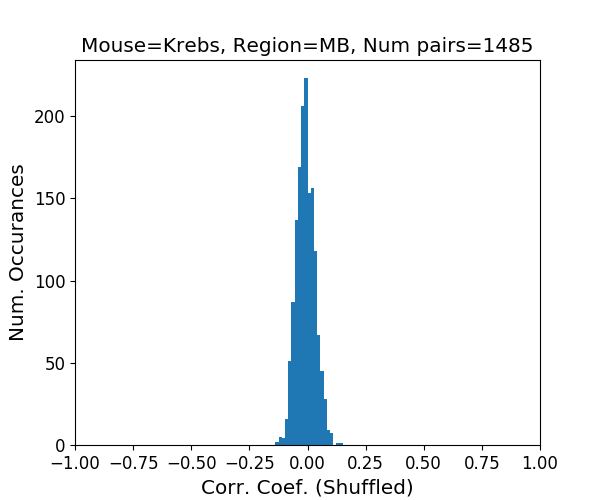 Mouse=Krebs, Region=MB, Num pairs=1485
Num. Occurances
200
150
100
50
0
−1.00 −0.75 −0.50 −0.25 0.00 0.25 0.50 0.75 1.00
Corr. Coef. (Shuffled)